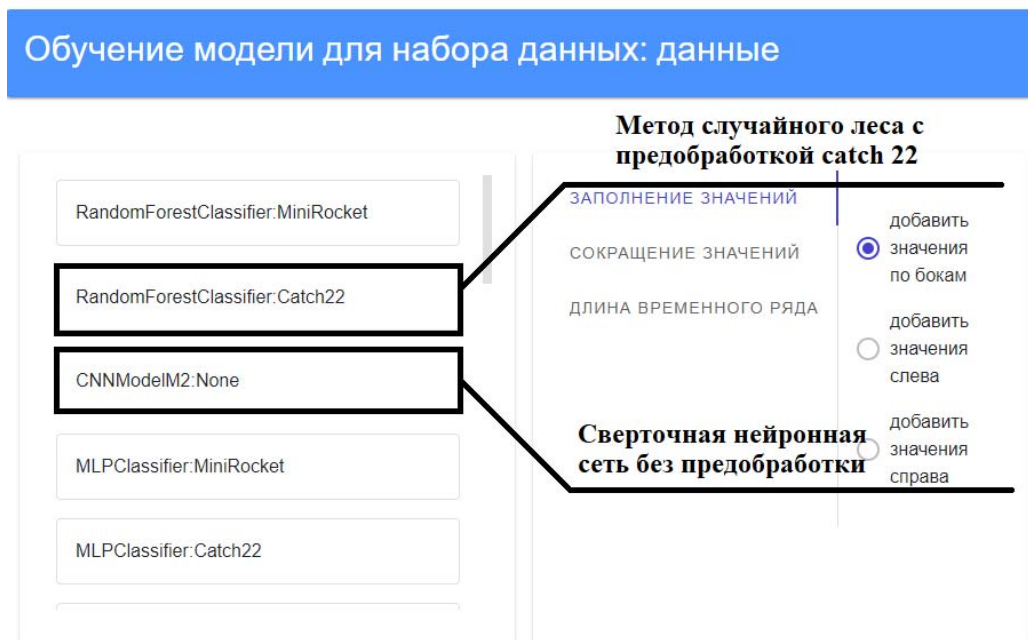 Обучение модели для набора данных: данные
RandomForestClassifier:MiniRocket
RandomForestClassifier:Catch22
CNNModelM2:None
MLPClassifier:MiniRocket
MLPClassifier:Catch22
Метод случайного леса с
предобработкой catch 22
ЗАПОЛНЕНИЕ ЗНАЧЕНИЙ
СОКРАЩЕНИЕ ЗНАЧЕНИЙ
ДЛИНА ВРЕМЕННОГО РЯДА
добавить
значения
по бокам
добавить
значения
слева
добавить
значения
справа
Сверточная нейронная
сеть без предобработки